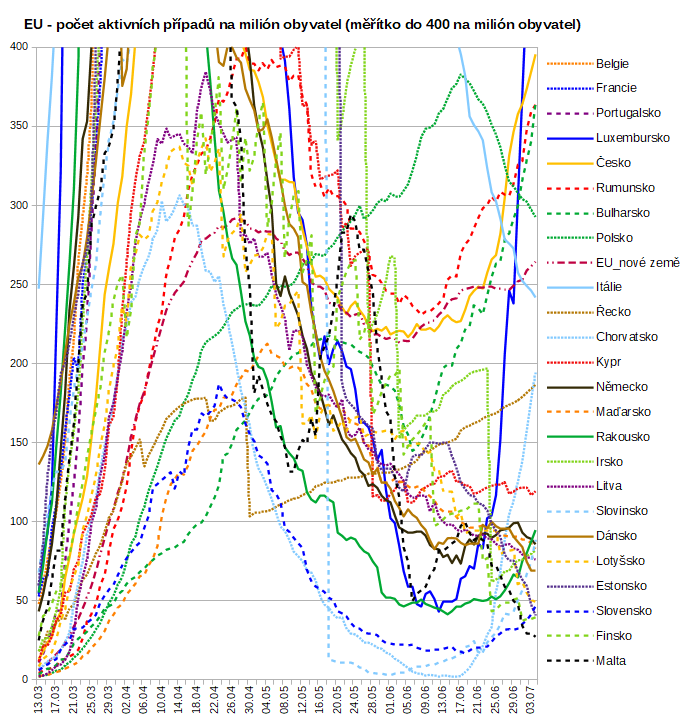 EU - počet aktivních případů na milión obyvatel (měřítko do 400 na milión obyvatel)
400
350
300
250
200
150
100
50
0
Belgie
Francie
Portugalsko
Luxembursko
Česko
Rumunsko
Bulharsko
Polsko
EU_nové země
Itálie
Řecko
Chorvatsko
Kypr
Německo
Maďarsko
Rakousko
Irsko
Litva
Slovinsko
Dánsko
Lotyšsko
Estonsko
Slovensko
Finsko
Malta
13.03
17.03
21.03
25.03
29.03
02.04
06.04
10.04
14.04
18.04
22.04
26.04
30.04
04.05
08.05
12.05
16.05
20.05
24.05
28.05
01.06
05.06
09.06
13.06
17.06
21.06
25.06
29.06
03.07